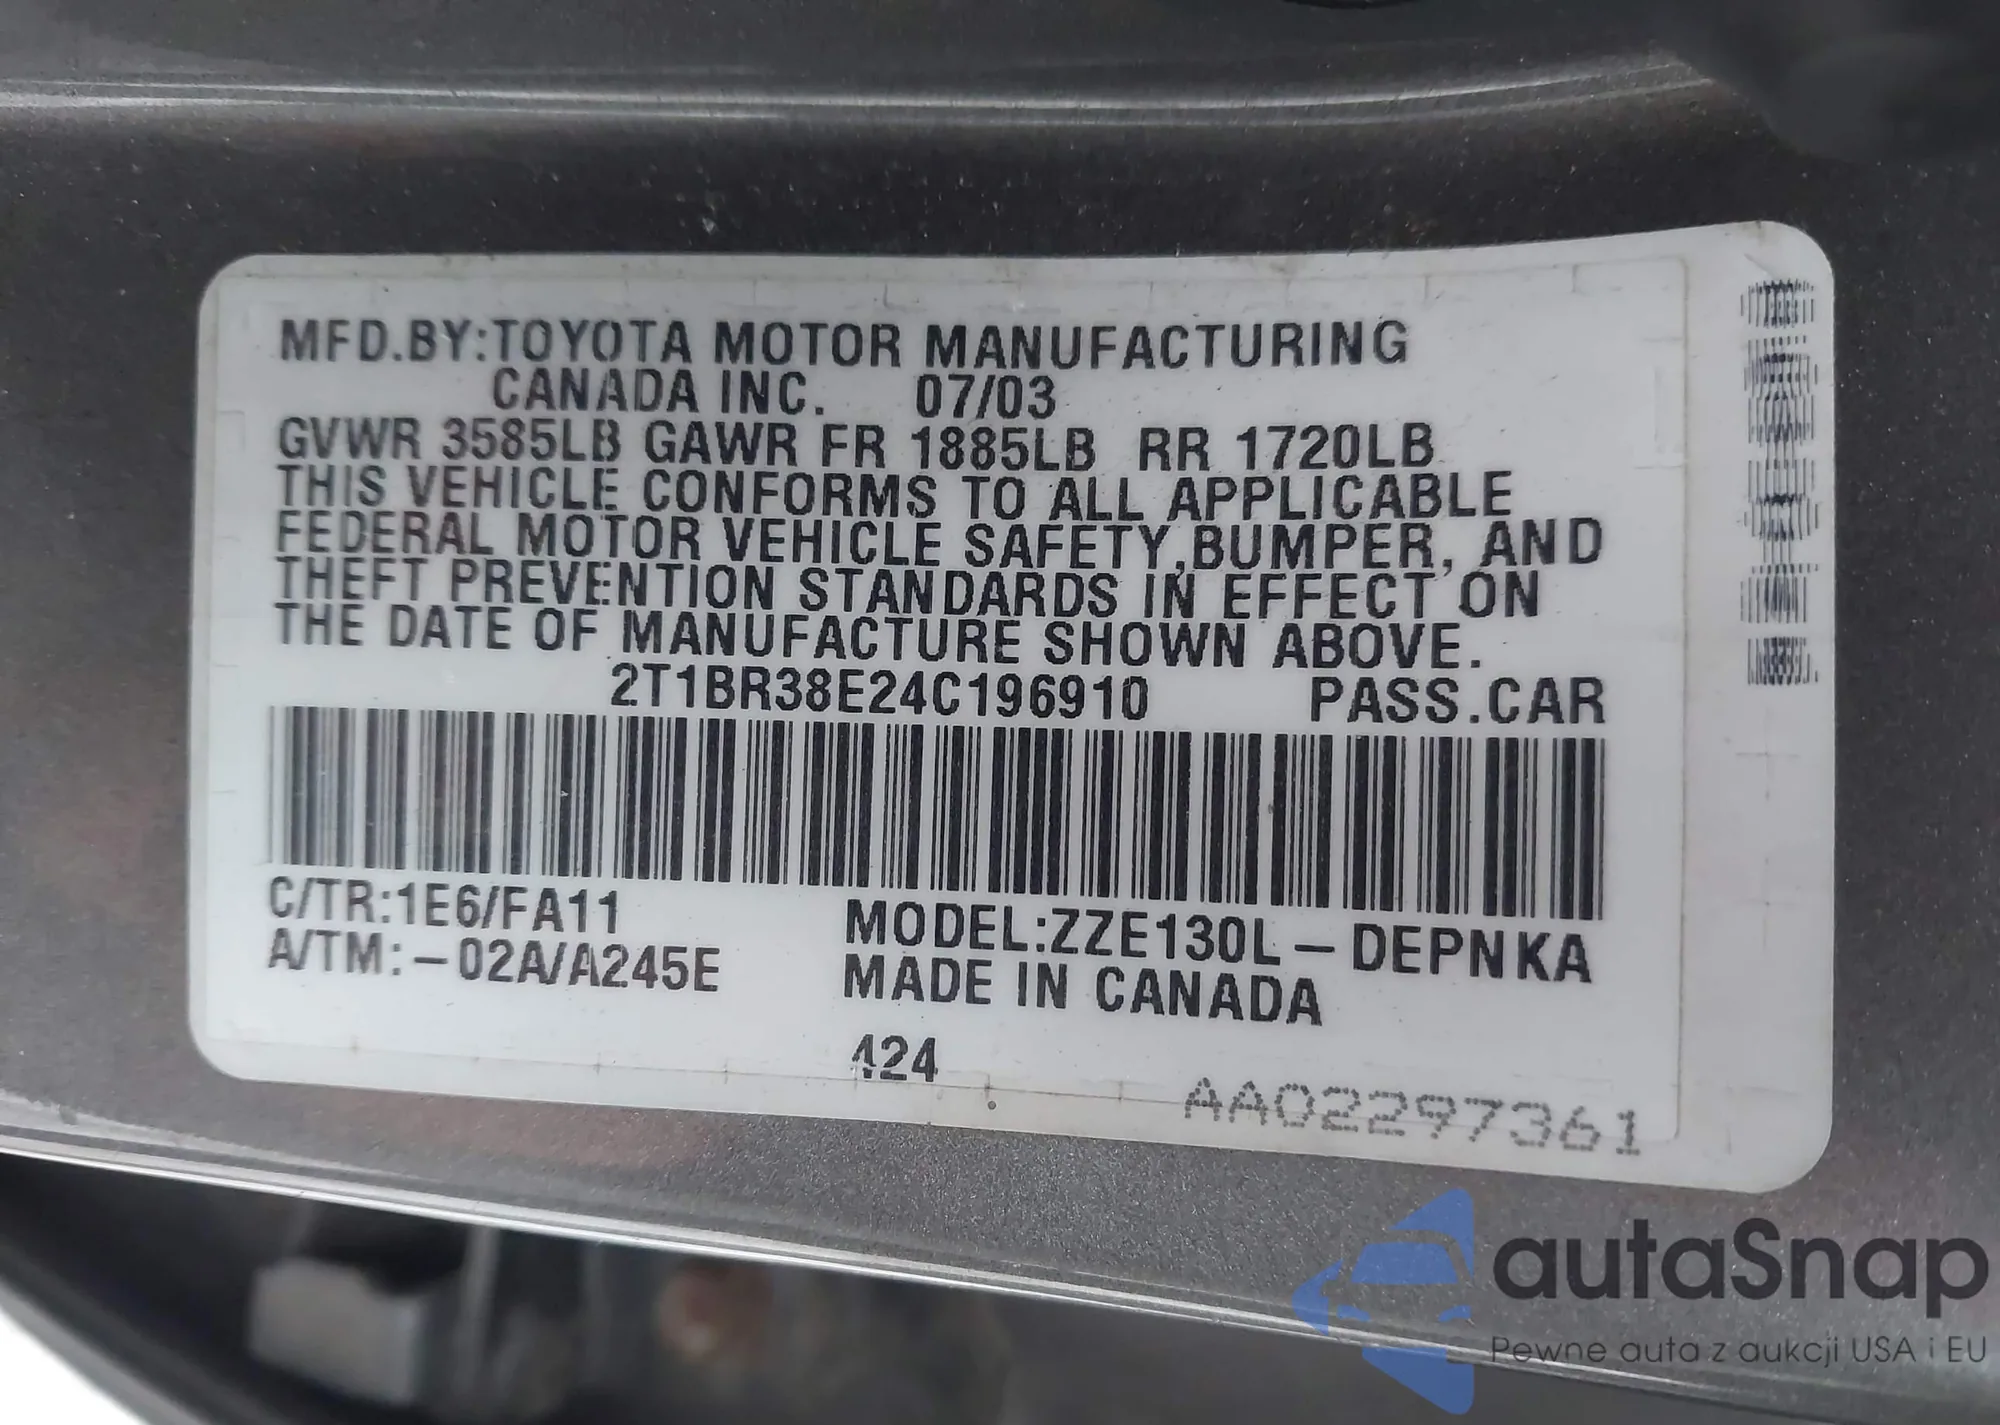 MFD.BY:TOYOTA MOTOR MANUFACTURING
CANADA INC. 07/03
GVWR 3585LB GAWR FR 1885LB RR 1720LB
THIS VEHICLE CONFORMS TO ALL APPLICABLE
FEDERAL MOTOR VEHICLE SAFETY,BUMPER, AND
THEFT PREVENTION STANDARDS IN EFFECT ON
THE DATE OF MANUFACTURE SHOWN ABOVE.
2T1BR38E24C196910 PASS.CAR
C/TR:1E6/FA11
A/TM:-02A/A245E
MODEL:ZZE130L-DEPNKA
MADE IN CANADA
424
AA02297361
autaSnap
Pewne auta z aukcji USA i EU